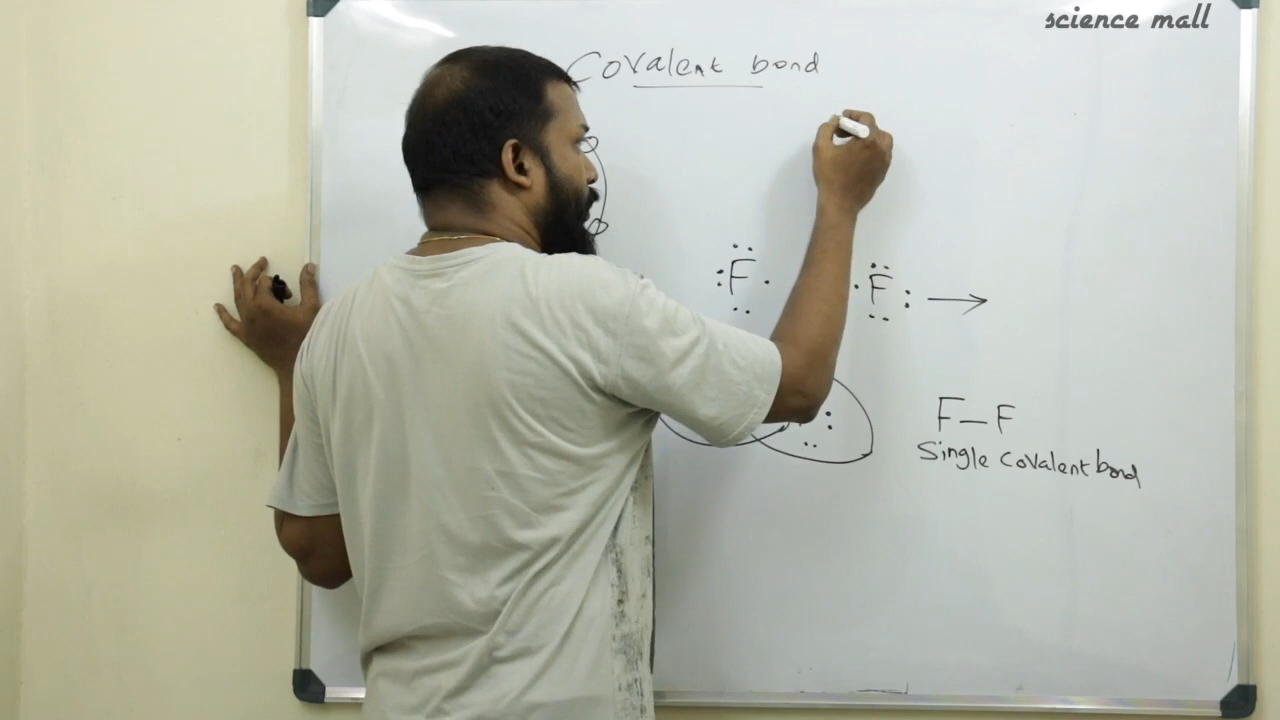 science mall
Covalent bond
F F →
F — F
Single covalent bond